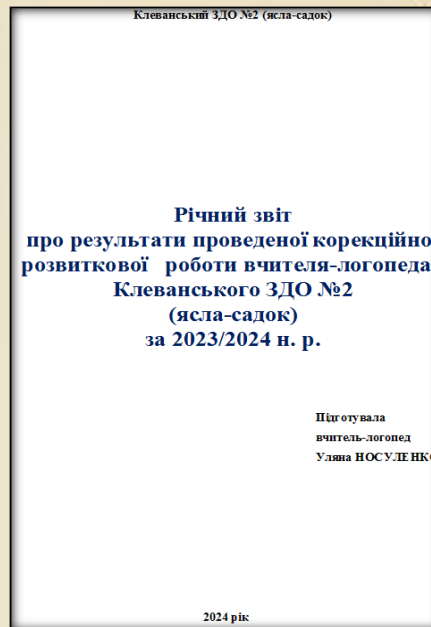 Клеванський ЗДО №2 (ясла-садок)
Річний звіт
про результати проведеної корекційно
розвиткової роботи вчителя-логопеда
Клеванського ЗДО №2
(ясла-садок)
за 2023/2024 н. р.
Підготувала
вчитель-логопед
Уляна НОСУЛЕНКО
2024 рік